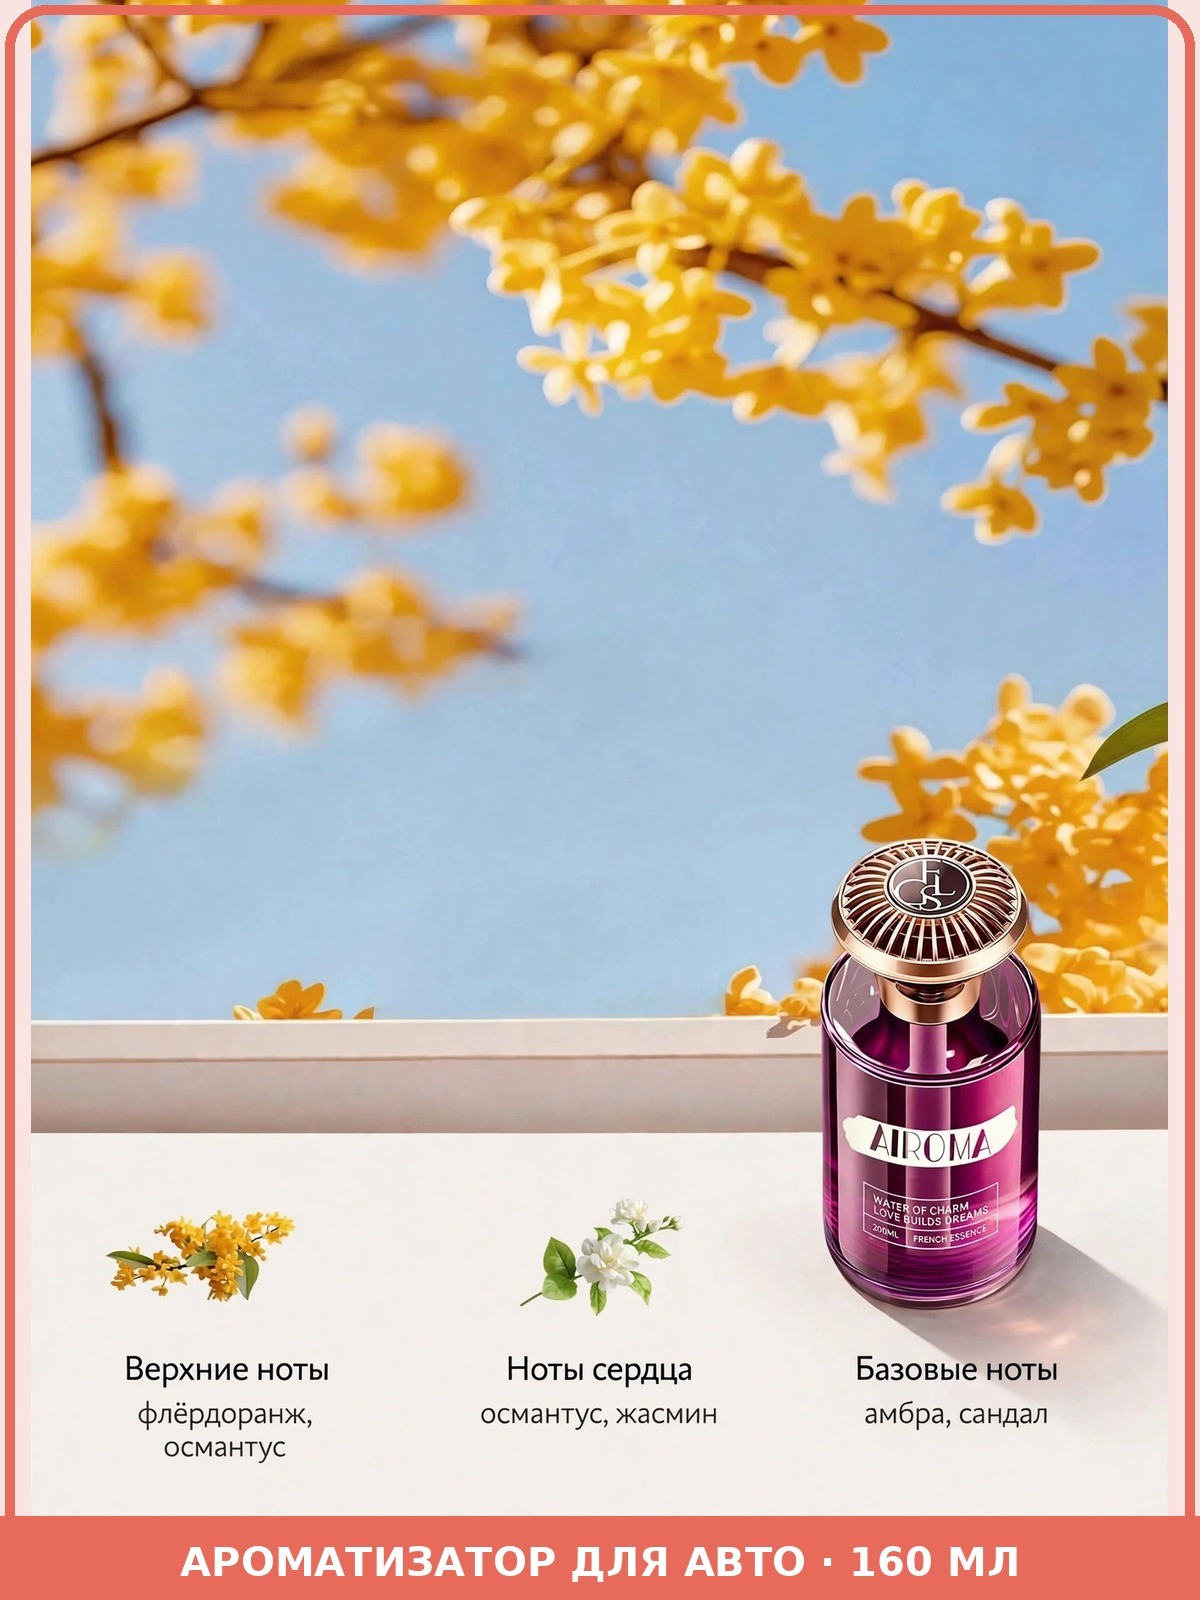 AIROMA
WATER OF CHARM
LOVE BUILDS DREAMS
200ML FRENCH ESSENCE
Верхние ноты
флёрдоранж,
османтус
Ноты сердца
османтус, жасмин
Базовые ноты
амбра, сандал
АРОМАТИЗАТОР ДЛЯ АВТО · 160 МЛ